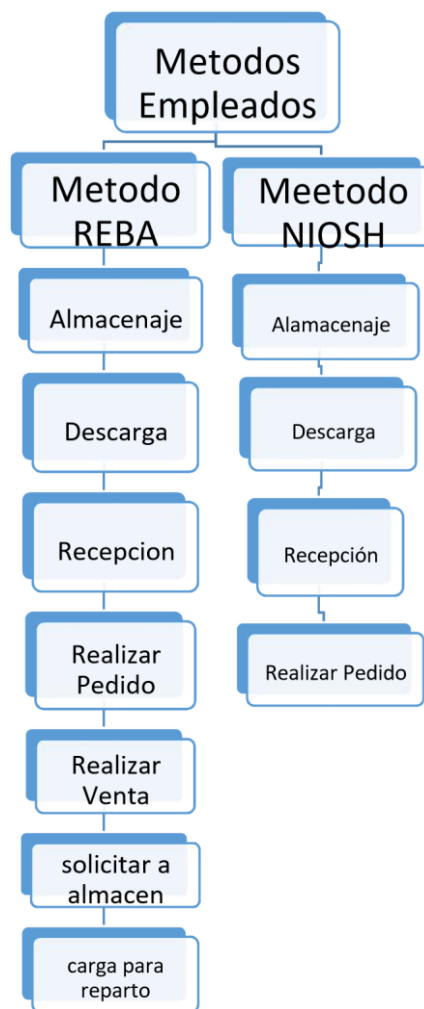 Metodos
Empleados
Metodo
REBA
Almacenaje
Descarga
Recepcion
Realizar
Pedido
Realizar
Venta
solicitar a
almacen
carga para
reparto
Meetodo
NIOSH
Alamacenaje
Descarga
Recepción
Realizar Pedido